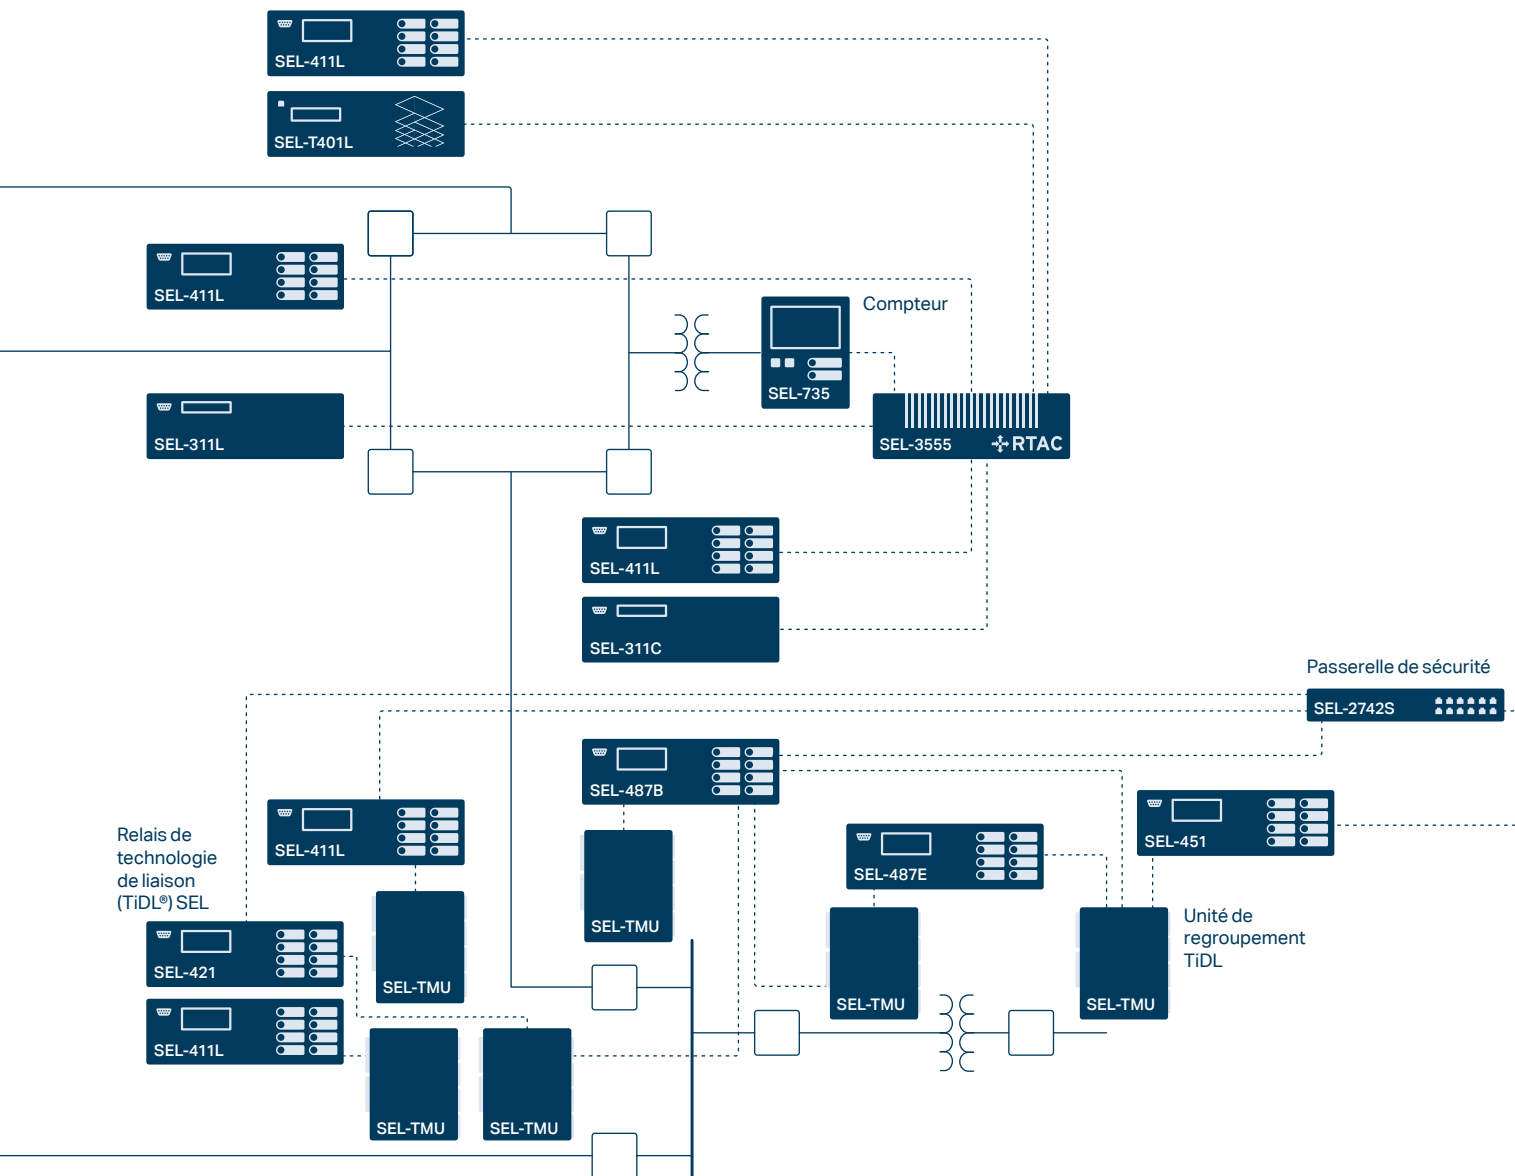 SEL-411L
SEL-T401L
SEL-411L
Compteur
SEL-735
SEL-311L
SEL-3555
RTAC
SEL-411L
SEL-311C
Passerelle de sécurité
SEL-2742S
SEL-487B
SEL-451
SEL-411L
Relais de
technologie
de liaison
(TiDL®) SEL
SEL-487E
SEL-TMU
Unité de
regroupement
TiDL
SEL-421
SEL-TMU
SEL-TMU
SEL-TMU
SEL-411L
SEL-TMU
SEL-TMU